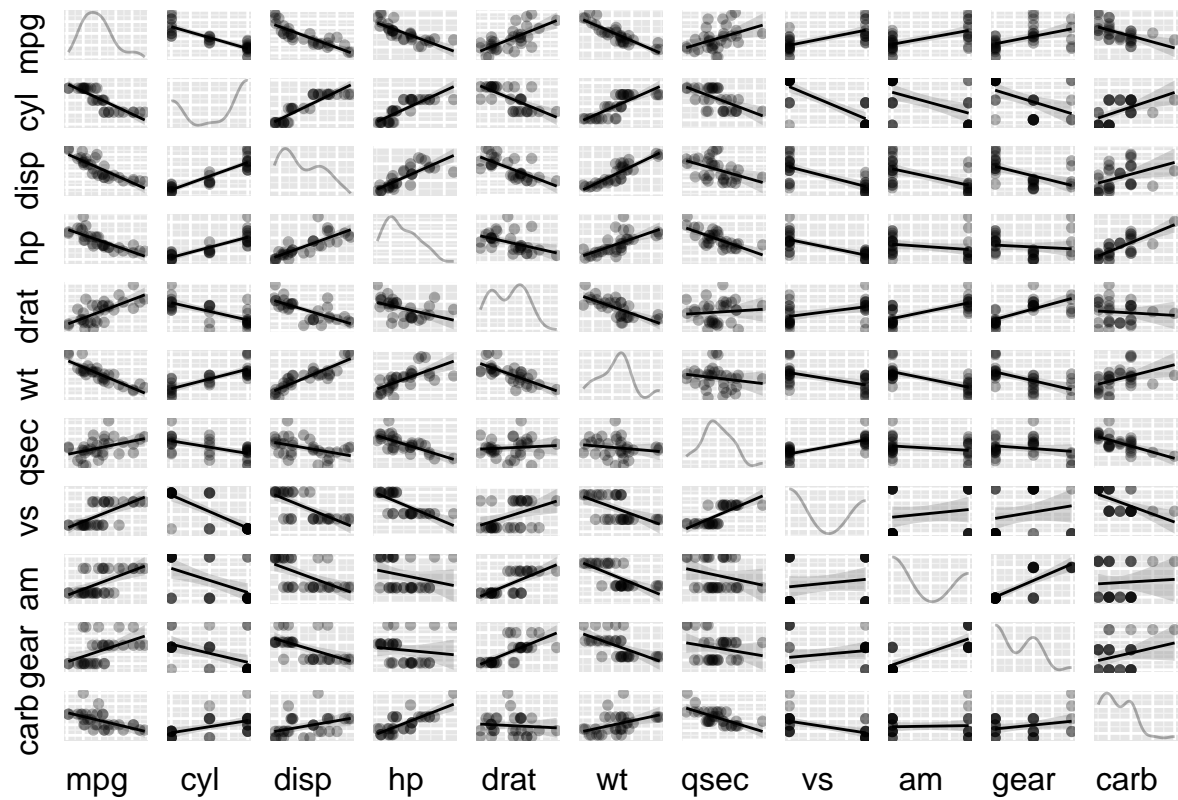 mpg
cyl
disp
hp
drat
wt
qsec
vs
am
gear
carb
mpg cyl disp hp drat wt qsec vs am gear carb